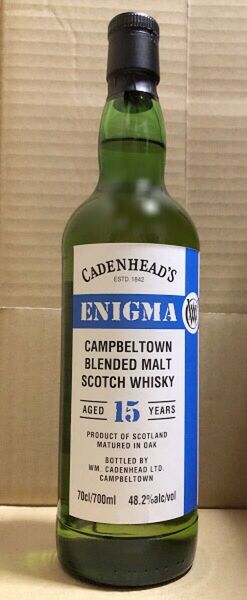 CADENHEAD'S
ESTD. 1842
ENIGMA
CAMPBELTOWN
BLENDED MALT
SCOTCH WHISKY
AGED 15 YEARS
PRODUCT OF SCOTLAND
MATURED IN OAK
BOTTLED BY
WM. CADENHEAD LTD.
CAMPBELTOWN
70cl/700ml 48.2%alc/vol